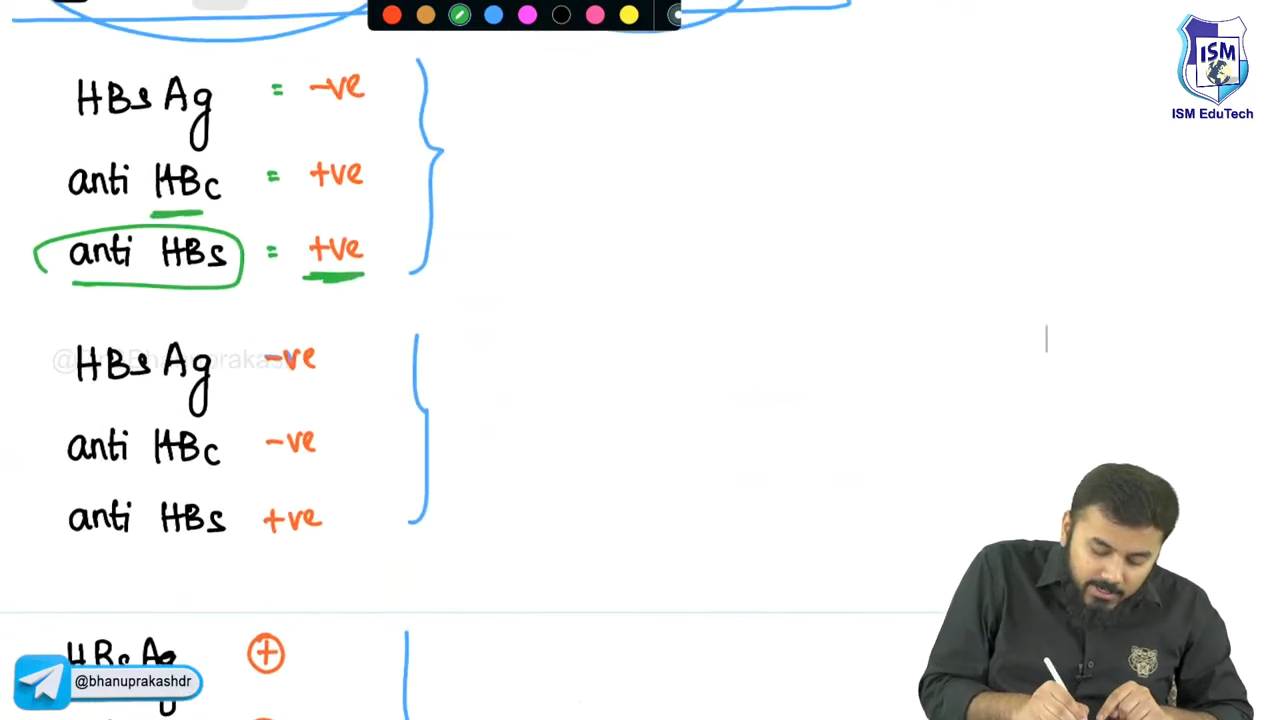 ISM
ISM EduTech
HBsAg = -ve
anti HBc = +ve
anti HBs = +ve
HBsAg -ve
anti HBc -ve
anti HBs +ve
HBsAg +
@bhanuprakashdr